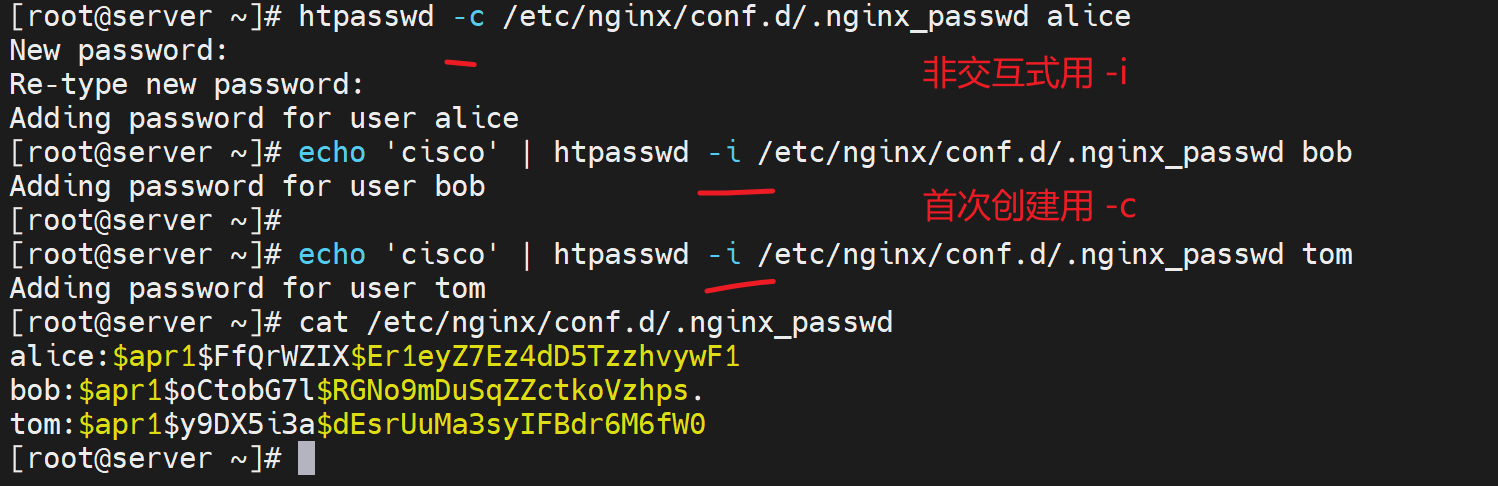 [root@server ~]# htpasswd -c /etc/nginx/conf.d/.nginx_passwd alice
New password:
非交互式用 -i
Re-type new password:
Adding password for user alice
[root@server ~]# echo 'cisco' | htpasswd -i /etc/nginx/conf.d/.nginx_passwd bob
Adding password for user bob
首次创建用 -c
[root@server ~]#
[root@server ~]# echo 'cisco' | htpasswd -i /etc/nginx/conf.d/.nginx_passwd tom
Adding password for user tom
[root@server ~]# cat /etc/nginx/conf.d/.nginx_passwd
alice:$apr1$FfQrWZIX$Er1eyZ7Ez4dD5TzzhvywF1
bob:$apr1$oCtobG7l$RGNo9mDuSqZZctkoVzhps.
tom:$apr1$y9DX5i3a$dEsrUuMa3syIFBdr6M6fW0
[root@server ~]#